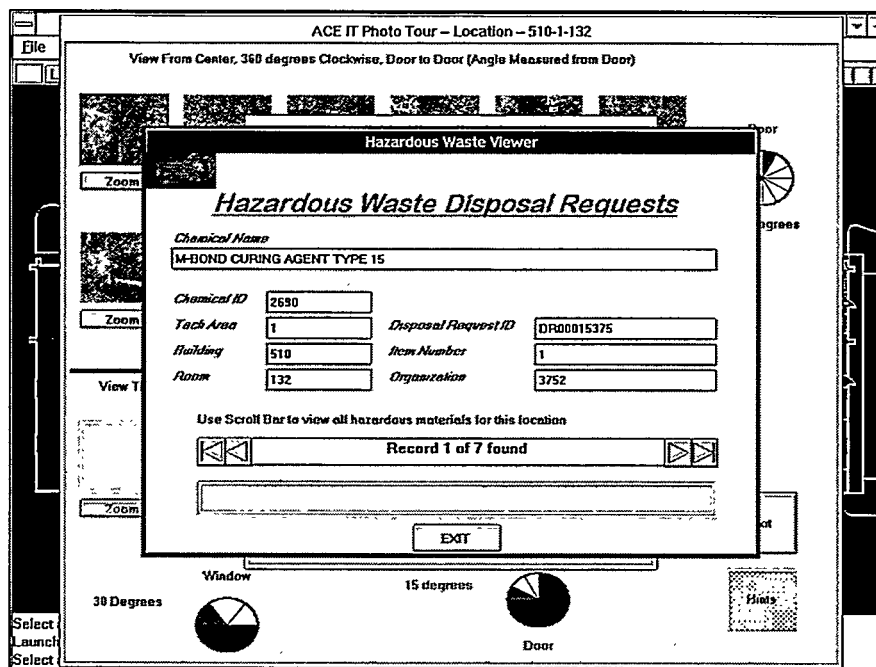 ACE IT Photo Tour – Location – 510-1-132
File
View From Center, 360 degrees Clockwise, Door to Door (Angle Measured from Door)
Hazardous Waste Viewer
Door
Zoom
Hazardous Waste Disposal Requests
Chemical Name
M-BOND CURING AGENT TYPE 15
Chemical ID 2690
Zoom
Tech Area 1 Disposal Request ID DR00015375
Building 510 Item Number 1
Room 132 Organization 3752
View
Use Scroll Bar to view all hazardous materials for this location
Record 1 of 7 found
Zoom
EXIT
Window
15 degrees
30 Degrees
Hints
Select
Launch
Door
Select